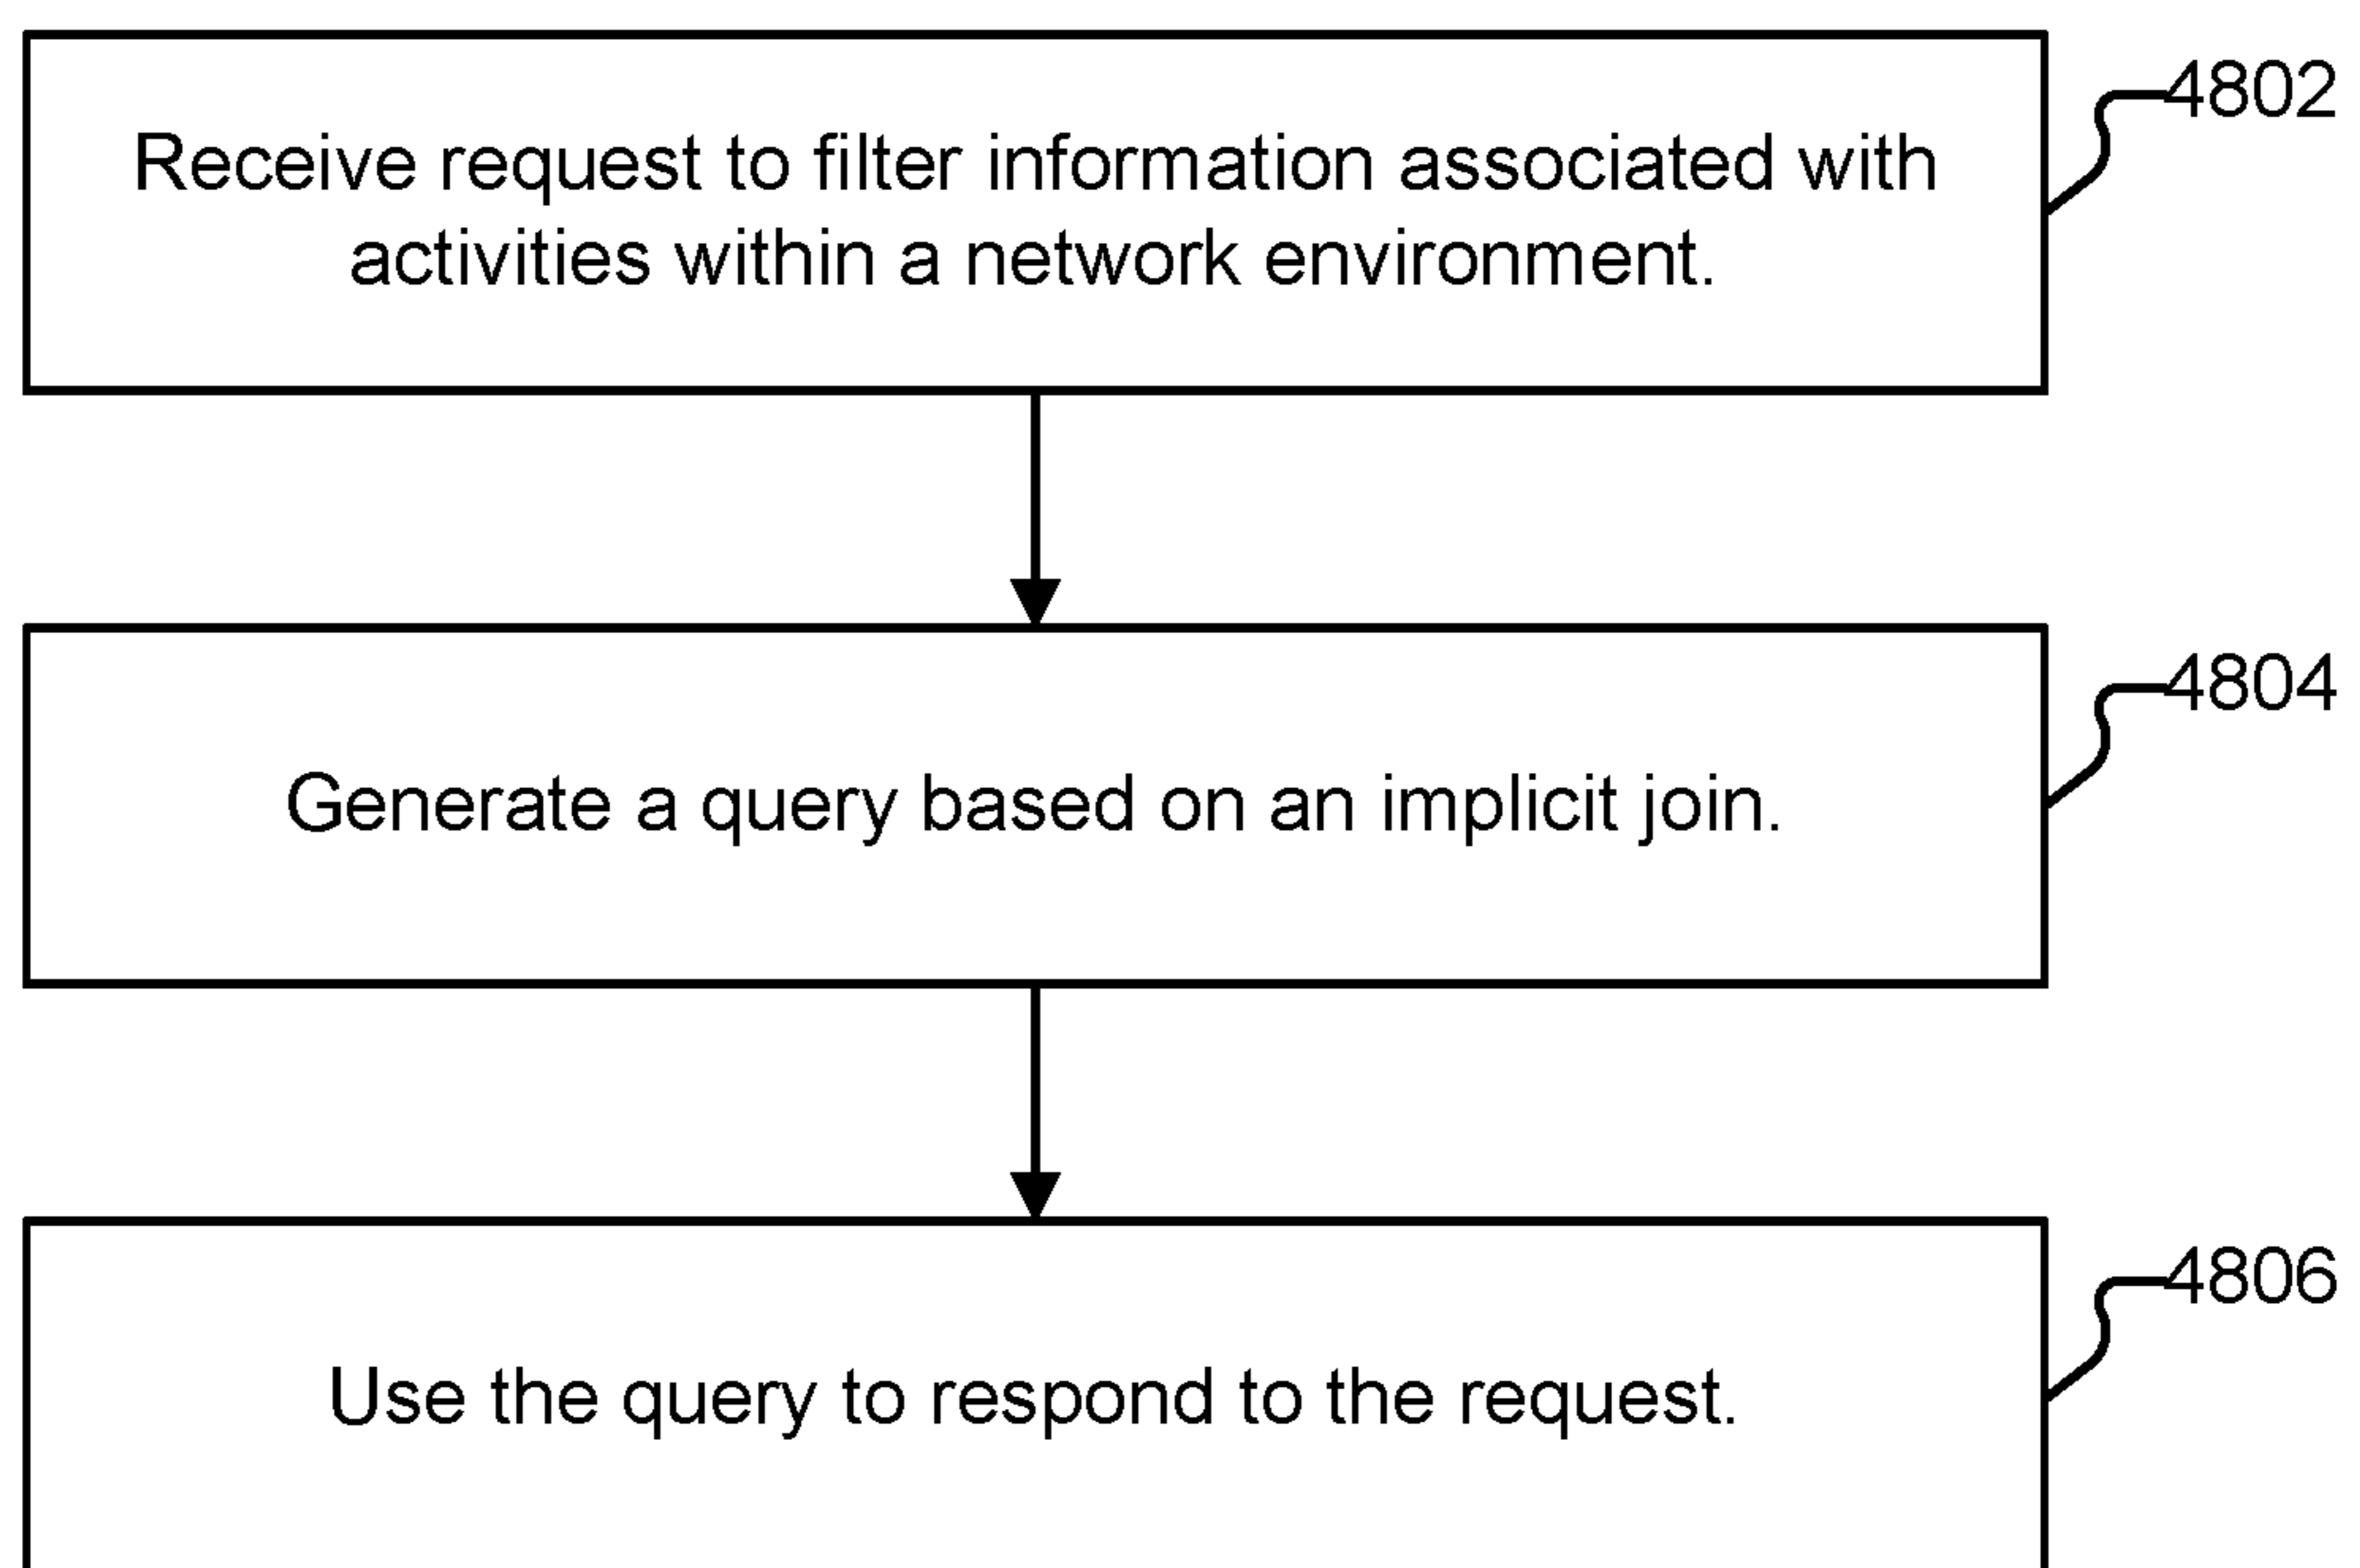 4802
Receive request to filter information associated with
activities within a network environment.
4804
Generate a query based on an implicit join.
4806
Use the query to respond to the request.